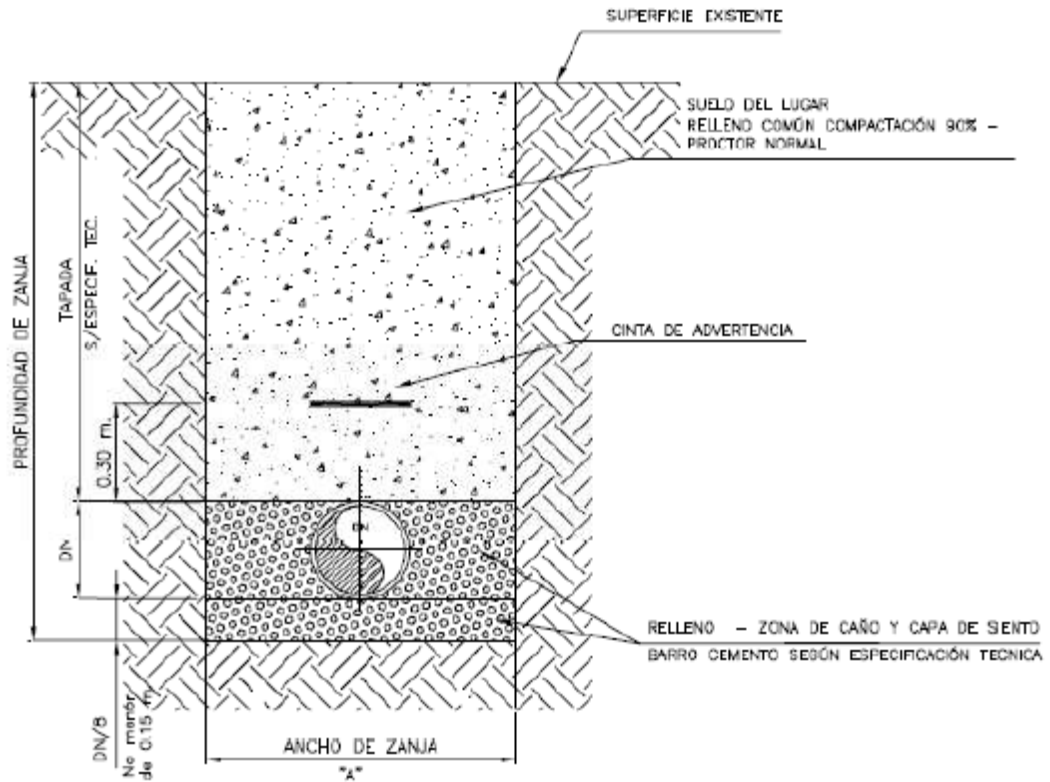 SUPERFICIE EXISTENTE
SUELO DEL LUGAR
RELLENO COMÚN COMPACTACIÓN 90% –
PROCTOR NORMAL
PROFUNDIDAD DE ZANJA
TAPADA
S/ESPECIF. TEC.
CINTA DE ADVERTENCIA
0.30 m.
DN
DN
RELLENO – ZONA DE CAÑO Y CAPA DE SIENTO
BARRO CEMENTO SEGÚN ESPECIFICACIÓN TECNICA
DN/8
No menor
de 0.15 m
ANCHO DE ZANJA
"A"